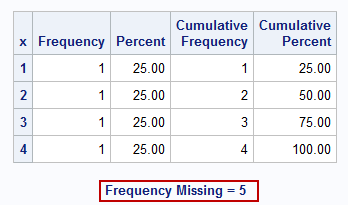 Cumulative Cumulative
x Frequency Percent Frequency Percent
1 1 25.00 1 25.00
2 1 25.00 2 50.00
3 1 25.00 3 75.00
4 1 25.00 4 100.00
Frequency Missing = 5